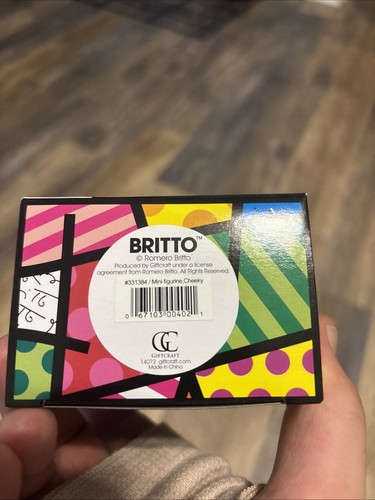 BRITTO™
© Romero Britto
Produced by Giftcraft under a license
agreement from Romero Britto, All Rights Reserved.
#331384 / Mini figurine,Cheeky
0 67103 00402 1
GC
GIFTCRAFT
14072 giftcraft.com
Made in China